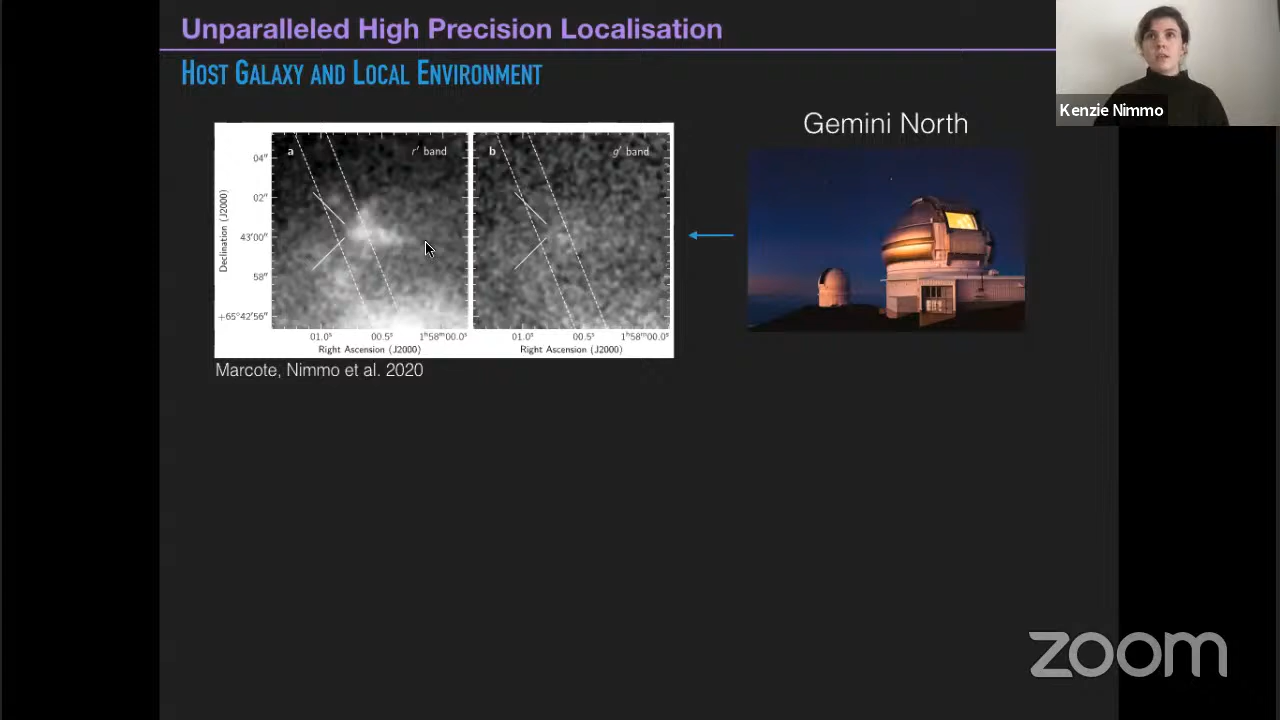 Unparalleled High Precision Localisation
HOST GALAXY AND LOCAL ENVIRONMENT
Kenzie Nimmo
Gemini North
a r′ band b g′ band
04″
02″
43′00″
58″
+65°42′56″
Declination (J2000)
01.0ˢ 00.5ˢ 1ʰ58ᵐ00.0ˢ 01.0ˢ 00.5ˢ 1ʰ58ᵐ00.0ˢ
Right Ascension (J2000) Right Ascension (J2000)
Marcote, Nimmo et al. 2020
zoom